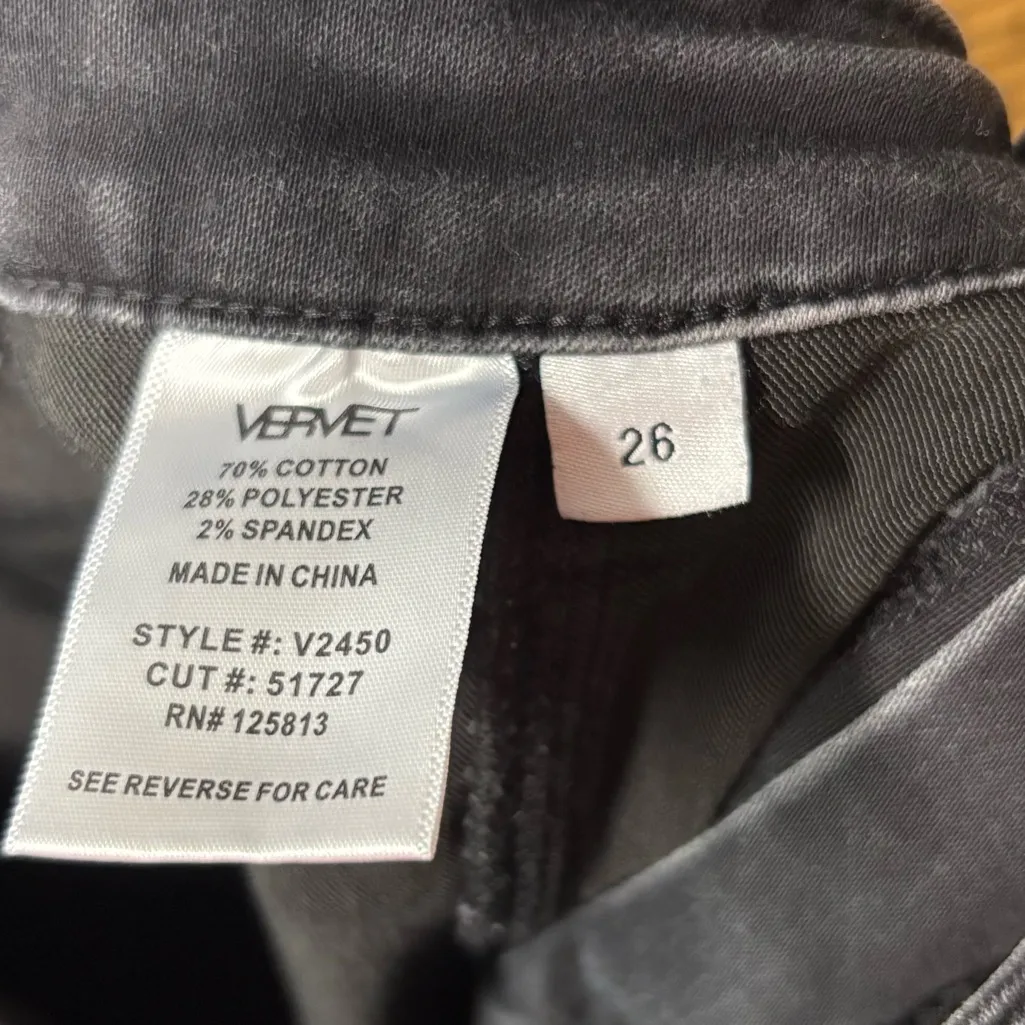 VERVET
70% COTTON
28% POLYESTER
2% SPANDEX
MADE IN CHINA
STYLE #: V2450
CUT #: 51727
RN# 125813
SEE REVERSE FOR CARE
26